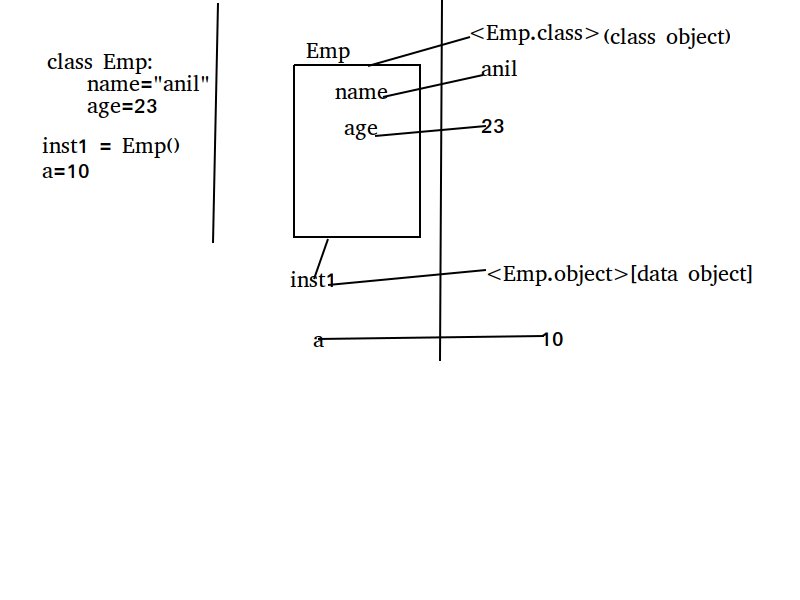 class Emp:
name="anil"
age=23
inst1 = Emp()
a=10
Emp
name
age
inst1
a
<Emp.class> (class object)
anil
23
<Emp.object>[data object]
10